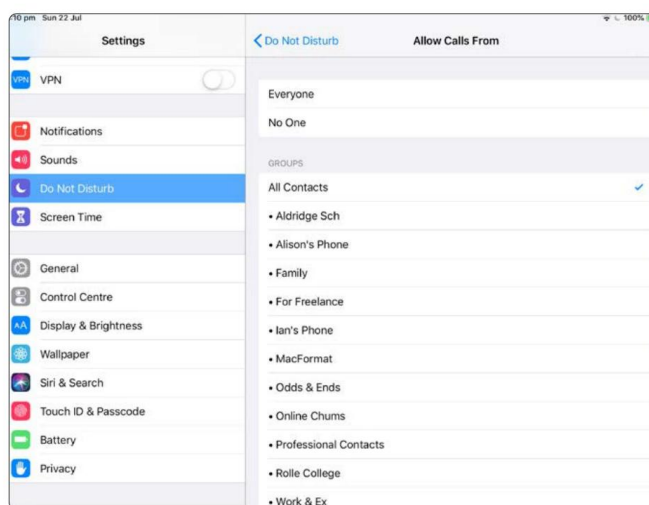 :10 pm Sun 22 Jul
100%
Settings
VPN
VPN
Notifications
Sounds
Do Not Disturb
Screen Time
General
Control Centre
AA
Display & Brightness
Wallpaper
Siri & Search
Touch ID & Passcode
Battery
Privacy
Do Not Disturb
Allow Calls From
Everyone
No One
GROUPS
All Contacts
• Aldridge Sch
• Alison's Phone
• Family
• For Freelance
• Ian's Phone
• MacFormat
• Odds & Ends
• Online Chums
• Professional Contacts
• Rolle College
• Work & Ex